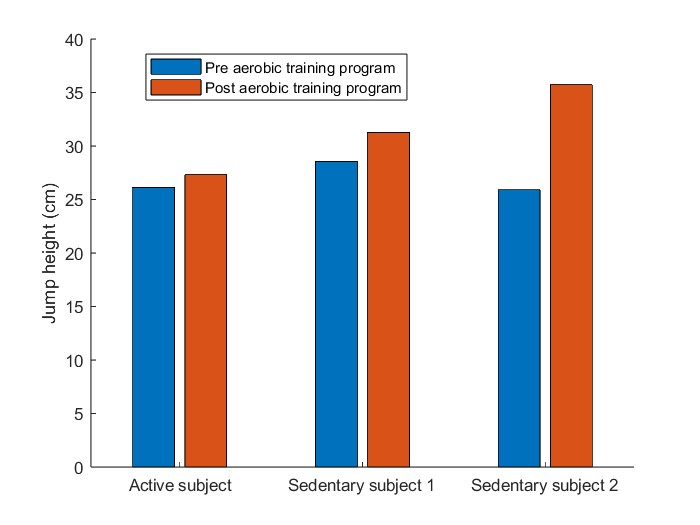 40
35
30
25
20
15
10
5
0
Jump height (cm)
Pre aerobic training program
Post aerobic training program
Active subject
Sedentary subject 1
Sedentary subject 2